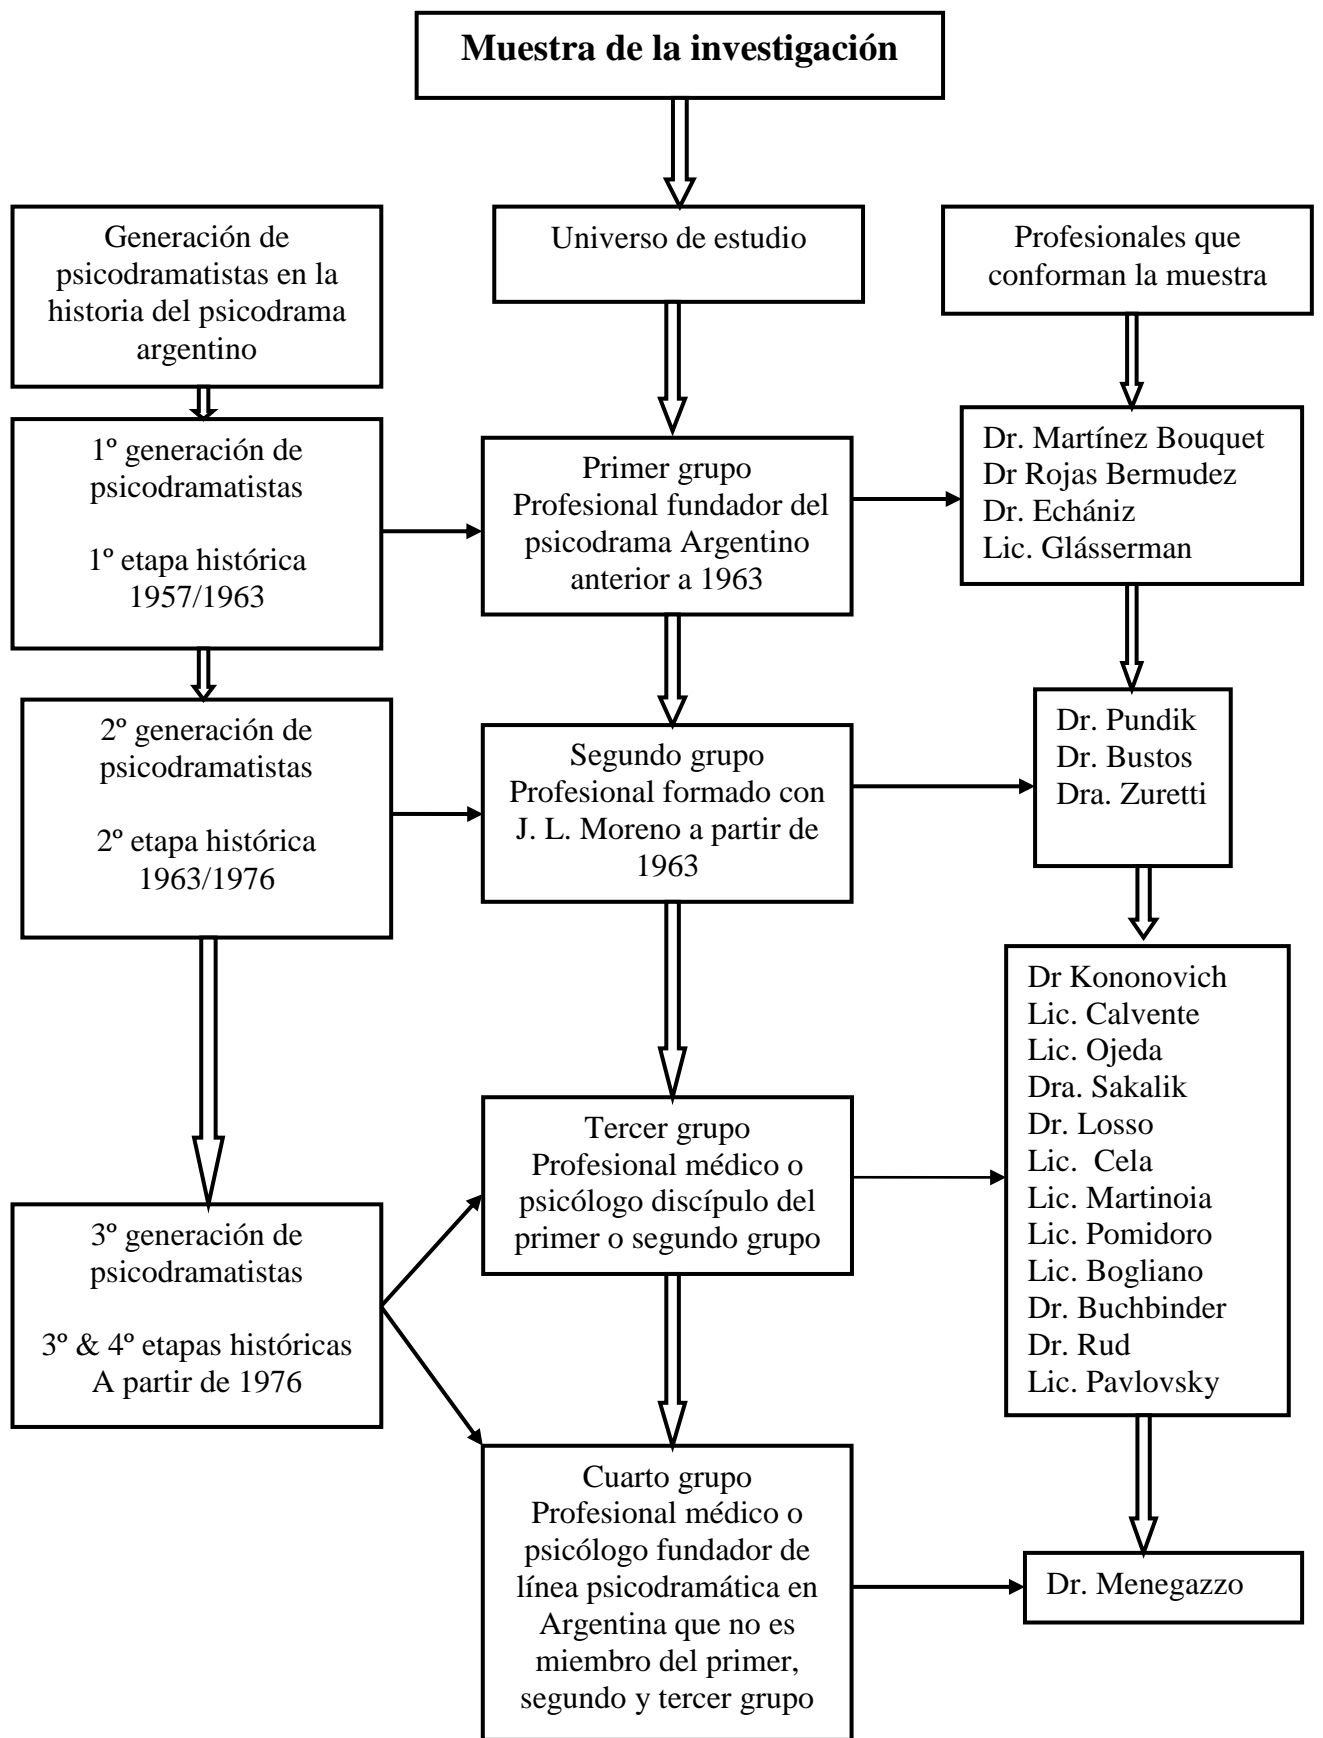 Muestra de la investigación
Generación de
psicodramatistas en la
historia del psicodrama
argentino
Universo de estudio
Profesionales que
conforman la muestra
1º generación de
psicodramatistas
1º etapa histórica
1957/1963
Primer grupo
Profesional fundador del
psicodrama Argentino
anterior a 1963
Dr. Martínez Bouquet
Dr Rojas Bermudez
Dr. Echániz
Lic. Glásserman
2º generación de
psicodramatistas
2º etapa histórica
1963/1976
Segundo grupo
Profesional formado con
J. L. Moreno a partir de
1963
Dr. Pundik
Dr. Bustos
Dra. Zuretti
3º generación de
psicodramatistas
3º & 4º etapas históricas
A partir de 1976
Tercer grupo
Profesional médico o
psicólogo discípulo del
primer o segundo grupo
Dr Kononovich
Lic. Calvente
Lic. Ojeda
Dra. Sakalik
Dr. Losso
Lic.  Cela
Lic. Martinoia
Lic. Pomidoro
Lic. Bogliano
Dr. Buchbinder
Dr. Rud
Lic. Pavlovsky
Cuarto grupo
Profesional médico o
psicólogo fundador de
línea psicodramática en
Argentina que no es
miembro del primer,
segundo y tercer grupo
Dr. Menegazzo